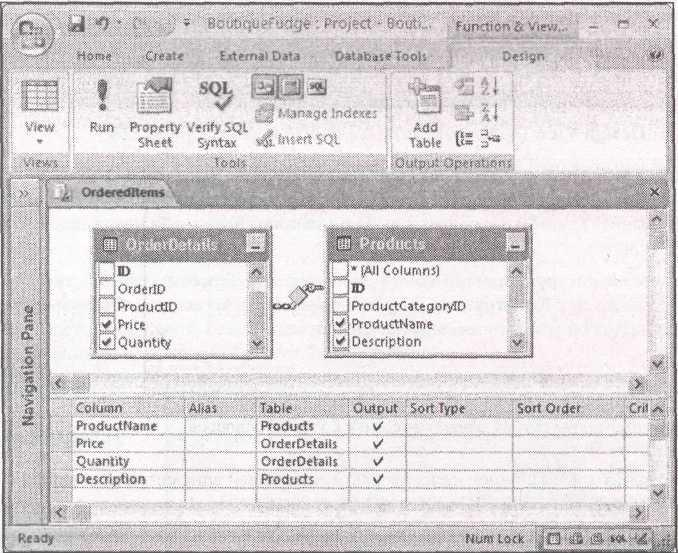 BoutiqueFudge : Project - Bouti... Function & View...
Home Create External Data Database Tools Design
View
Run
Property Sheet
Verify SQL Syntax
SQL
SQL
Manage Indexes
Insert SQL
Add Table
Views Tools Output Operations
OrderedItems
Navigation Pane
OrderDetails
ID
OrderID
ProductID
Price
Quantity
Products
* (All Columns)
ID
ProductCategoryID
ProductName
Description
Column Alias Table Output Sort Type Sort Order Crit
ProductName Products
Price OrderDetails
Quantity OrderDetails
Description Products
Ready Num Lock SQL